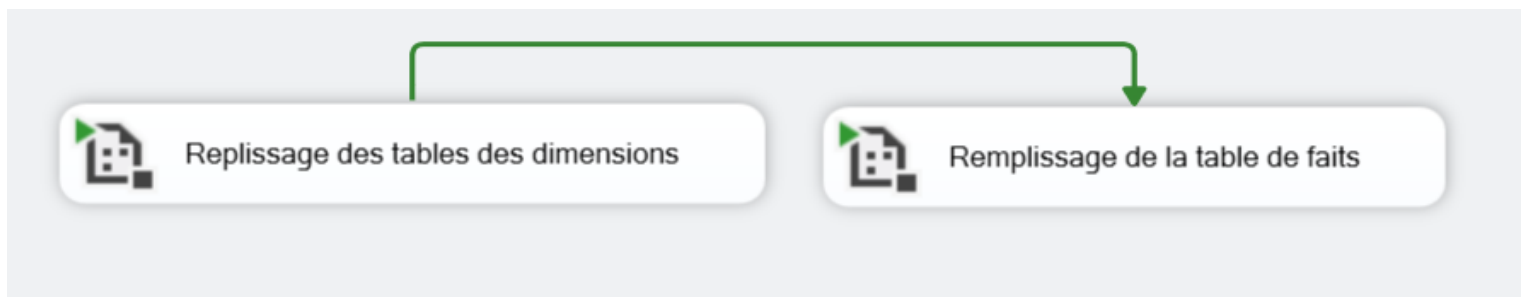 Replissage des tables des dimensions
Remplissage de la table de faits